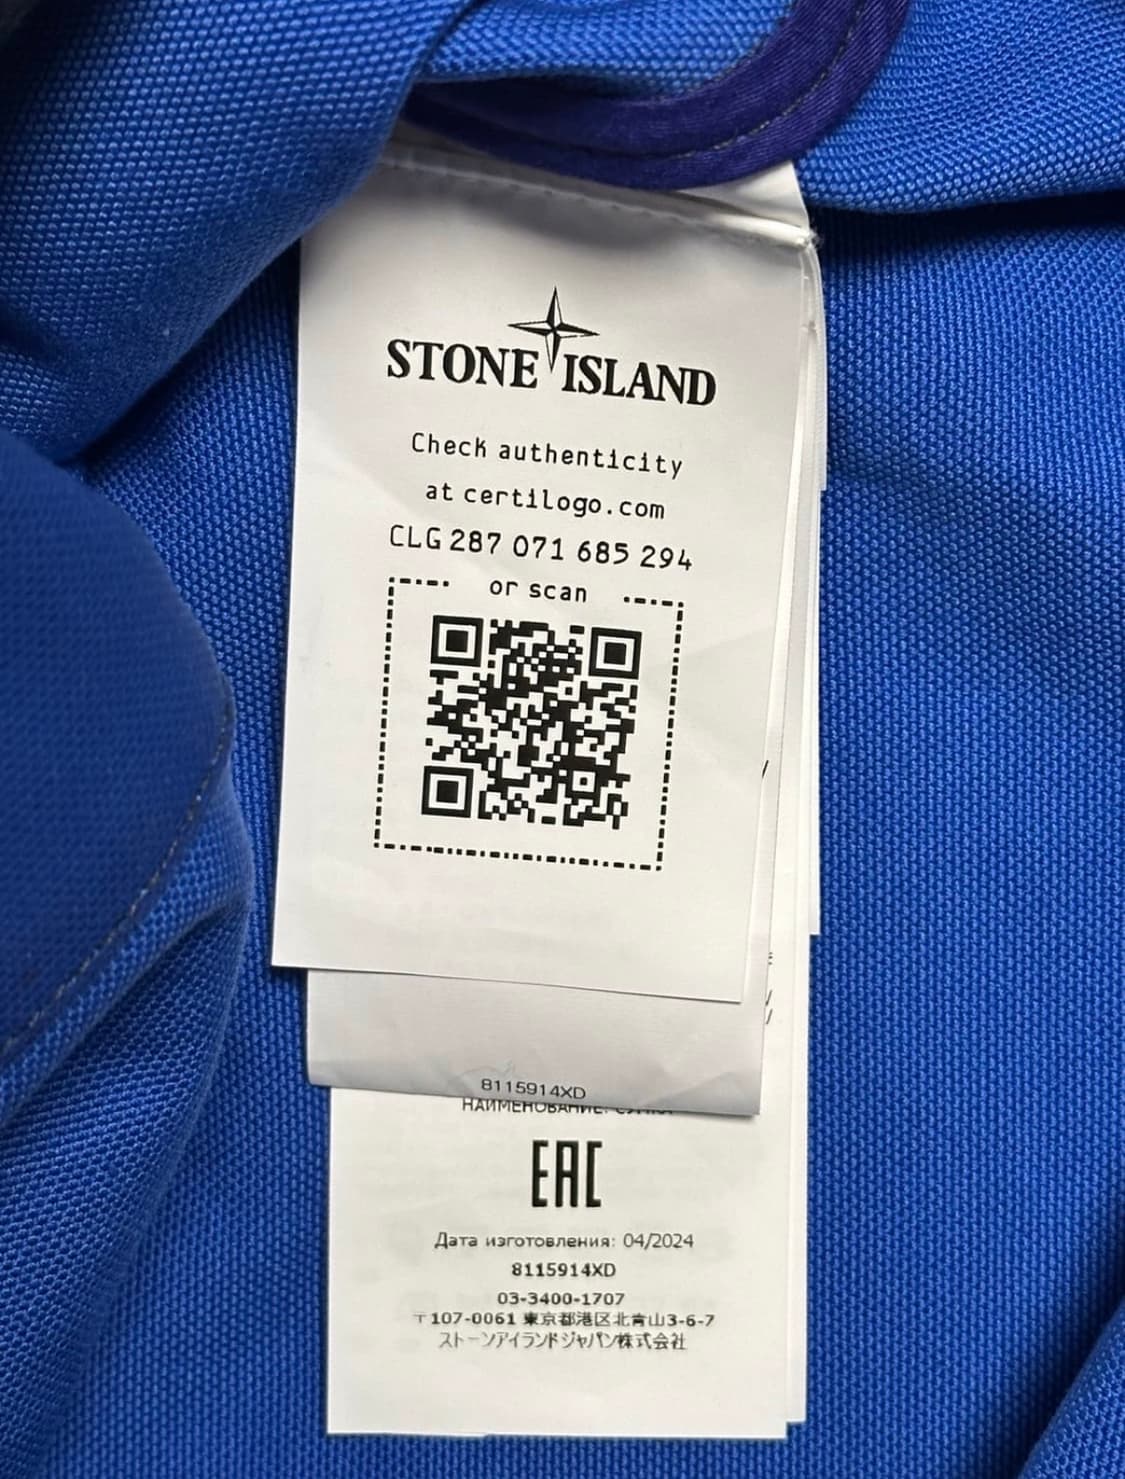 STONE ISLAND
Check authenticity
at certilogo.com
CLG 287 071 685 294
or scan
8115914XD
НАИМЕНОВАНИЕ:
EAC
Дата изготовления: 04/2024
8115914XD
03-3400-1707
〒107-0061 東京都港区北青山3-6-7
ストーンアイランドジャパン株式会社